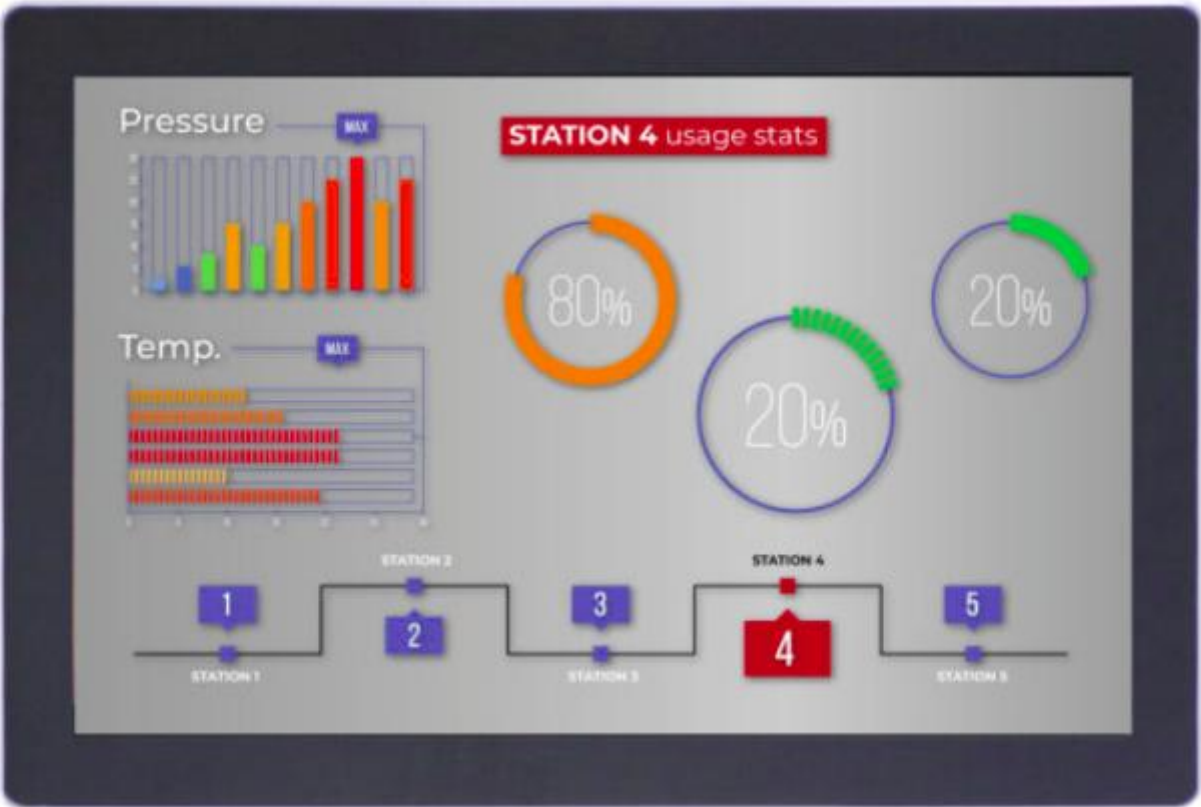 Pressure
MAX
STATION 4 usage stats
80%
20%
20%
Temp.
MAX
STATION 2
STATION 4
1
3
5
2
4
STATION 1
STATION 3
STATION 5